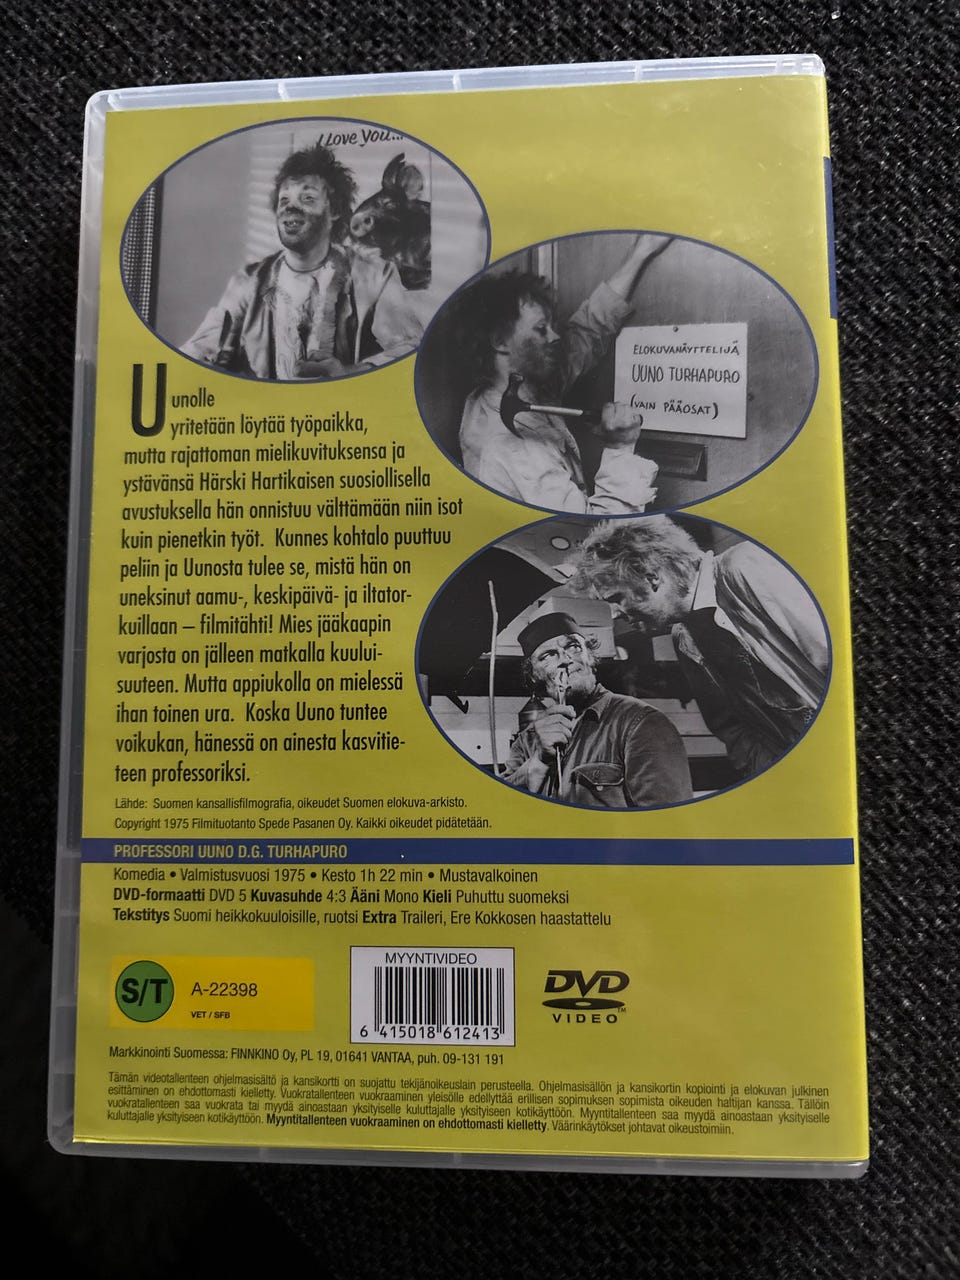 I Love You...
ELOKUVANÄYTTELIJÄ
UUNO TURHAPURO
(VAIN PÄÄOSAT)
Uunolle
yritetään löytää työpaikka,
mutta rajattoman mielikuvituksensa ja
ystävänsä Härski Hartikaisen suosiollisella
avustuksella hän onnistuu välttämään niin isot
kuin pienetkin työt. Kunnes kohtalo puuttuu
peliin ja Uunosta tulee se, mistä hän on
uneksinut aamu-, keskipäivä- ja iltator-
kuillaan – filmitähti! Mies jääkaapin
varjosta on jälleen matkalla kuului-
suuteen. Mutta appiukolla on mielessä
ihan toinen ura. Koska Uuno tuntee
voikukan, hänessä on ainesta kasvitie-
teen professoriksi.
Lähde: Suomen kansallisfilmografia, oikeudet Suomen elokuva-arkisto.
Copyright 1975 Filmituotanto Spede Pasanen Oy. Kaikki oikeudet pidätetään.
PROFESSORI UUNO D.G. TURHAPURO
Komedia • Valmistusvuosi 1975 • Kesto 1h 22 min • Mustavalkoinen
DVD-formaatti DVD 5 Kuvasuhde 4:3 Ääni Mono Kieli Puhuttu suomeksi
Tekstitys Suomi heikkokuuloisille, ruotsi Extra Traileri, Ere Kokkosen haastattelu
S/T
A-22398
VET / SFB
MYYNTIVIDEO
6 415018 612413
DVD
VIDEO
TM
Markkinointi Suomessa: FINNKINO Oy, PL 19, 01641 VANTAA, puh. 09-131 191
Tämän videotallenteen ohjelmasisältö ja kansikortti on suojattu tekijänoikeuslain perusteella. Ohjelmasisällön ja kansikortin kopiointi ja elokuvan julkinen
esittäminen on ehdottomasti kielletty. Vuokratallenteen vuokraaminen yleisölle edellyttää erillisen sopimuksen sopimista oikeuden haltijan kanssa. Tällöin
vuokratallenteen saa vuokrata tai myydä ainoastaan yksityiselle kuluttajalle yksityiseen kotikäyttöön. Myyntitallenteen saa myydä ainoastaan yksityiselle
kuluttajalle yksityiseen kotikäyttöön. Myyntitallenteen vuokraaminen on ehdottomasti kielletty. Väärinkäytökset johtavat oikeustoimiin.